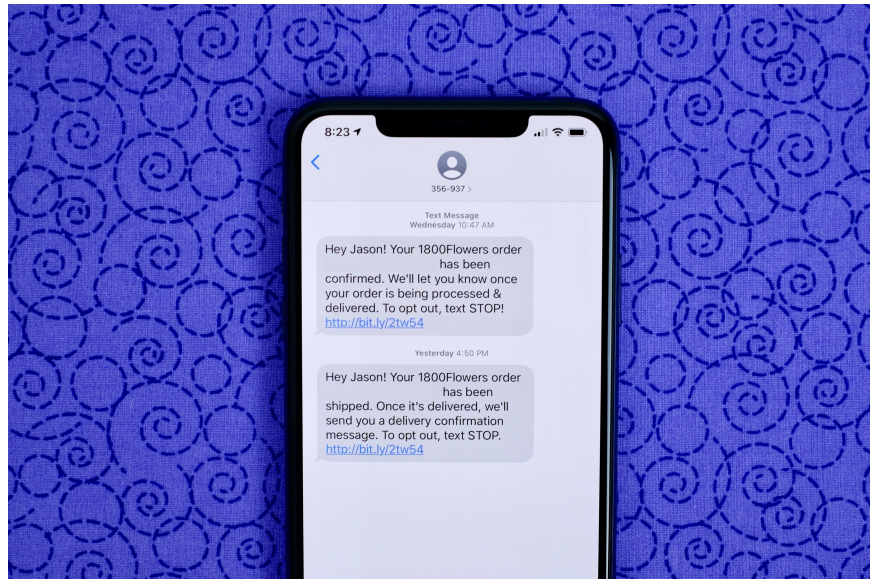 8:23
356-937 >
Text Message
Wednesday 10:47 AM
Hey Jason! Your 1800Flowers order
has been
confirmed. We'll let you know once
your order is being processed &
delivered. To opt out, text STOP!
http://bit.ly/2tw54
Yesterday 4:50 PM
Hey Jason! Your 1800Flowers order
has been
shipped. Once it's delivered, we'll
send you a delivery confirmation
message. To opt out, text STOP.
http://bit.ly/2tw54